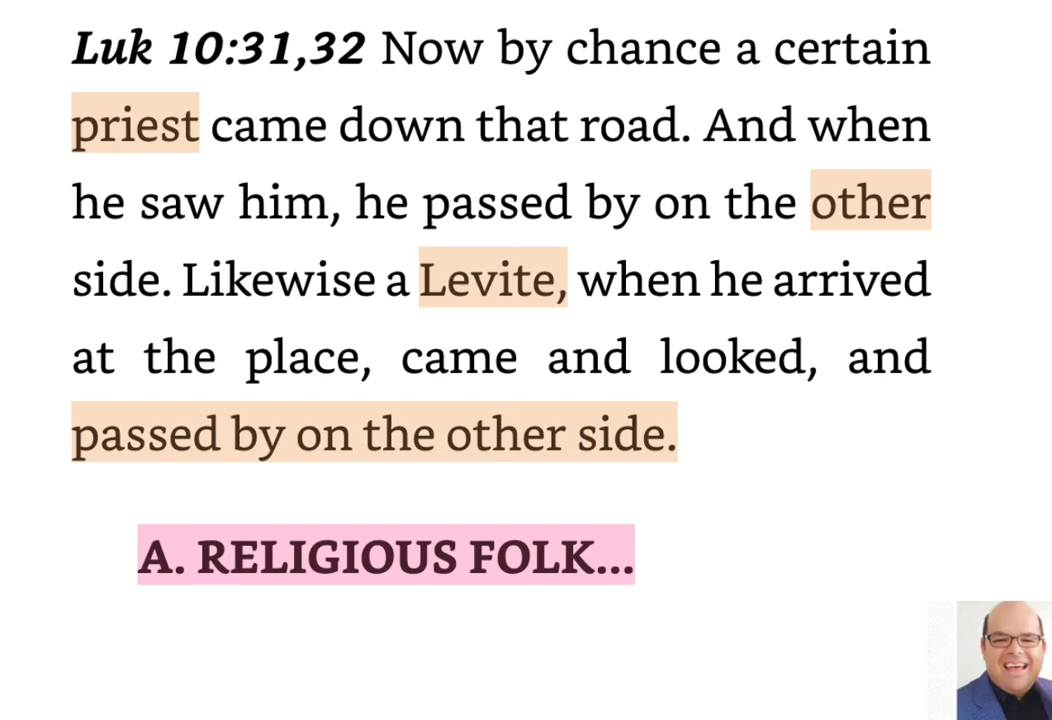 Luk 10:31,32 Now by chance a certain
priest came down that road. And when
he saw him, he passed by on the other
side. Likewise a Levite, when he arrived
at the place, came and looked, and
passed by on the other side.
A. RELIGIOUS FOLK...